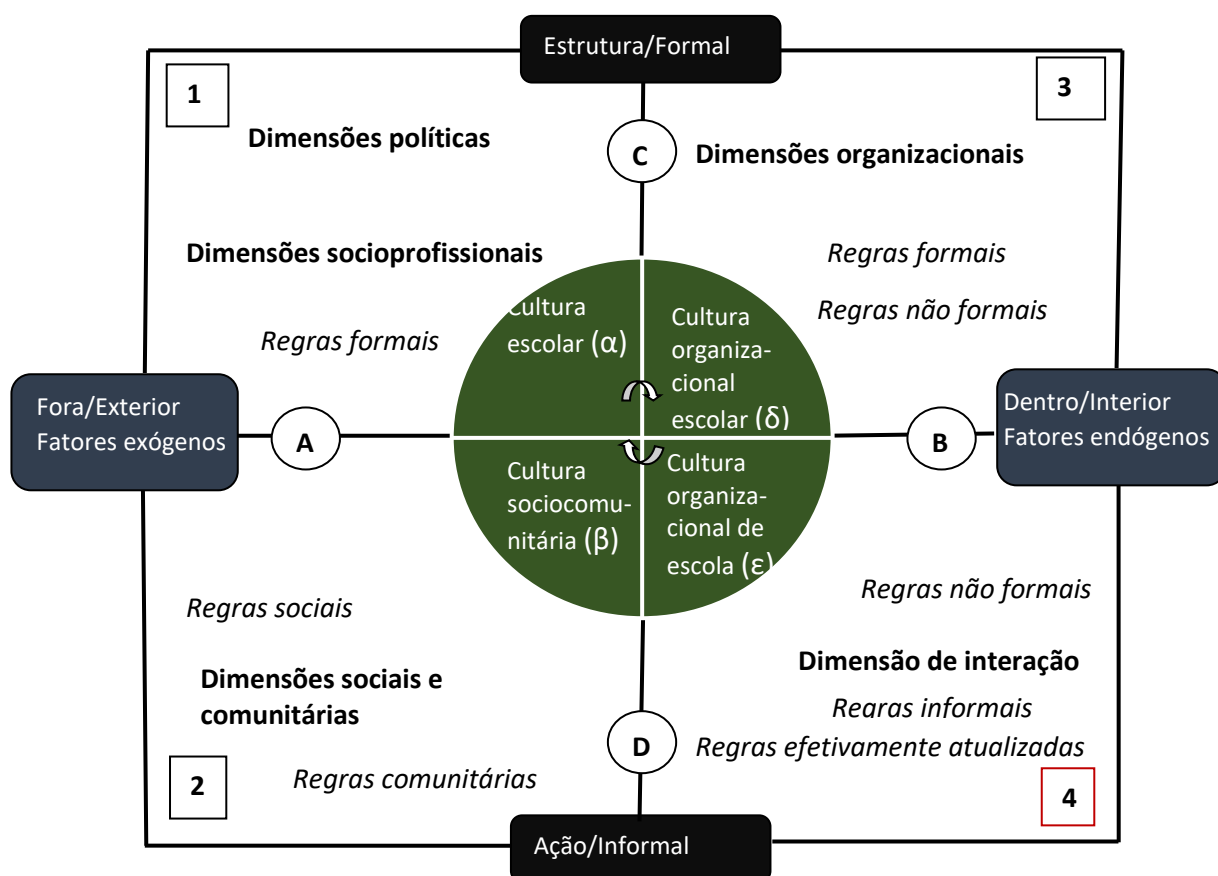 Estrutura/Formal
1
3
Dimensões políticas
C
Dimensões organizacionais
Dimensões socioprofissionais
Regras formais
Regras não formais
Regras formais
Cultura
escolar (α)
Cultura
organiza-
cional
escolar (δ)
Fora/Exterior
Fatores exógenos
A
B
Dentro/Interior
Fatores endógenos
Cultura
sociocomu-
nitária (β)
Cultura
organiza-
cional de
escola (ε)
Regras sociais
Regras não formais
Dimensões sociais e
comunitárias
Dimensão de interação
Regras informais
D
Regras efetivamente atualizadas
2
Regras comunitárias
4
Ação/Informal